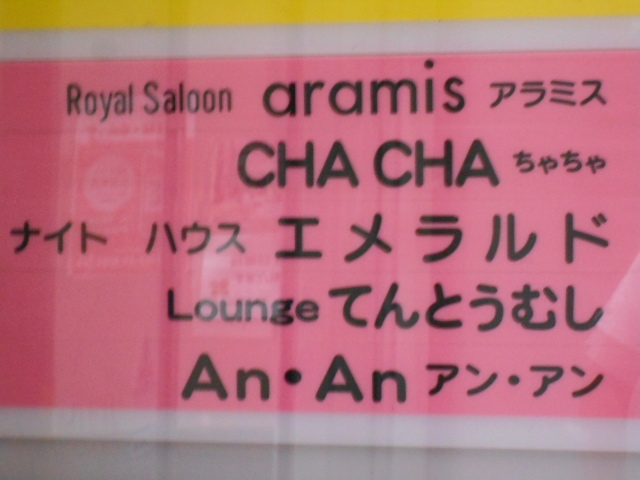 Royal Saloon aramis アラミス
CHA CHA ちゃちゃ
ナイト ハウス エメラルド
Lounge てんとうむし
An・An アン・アン